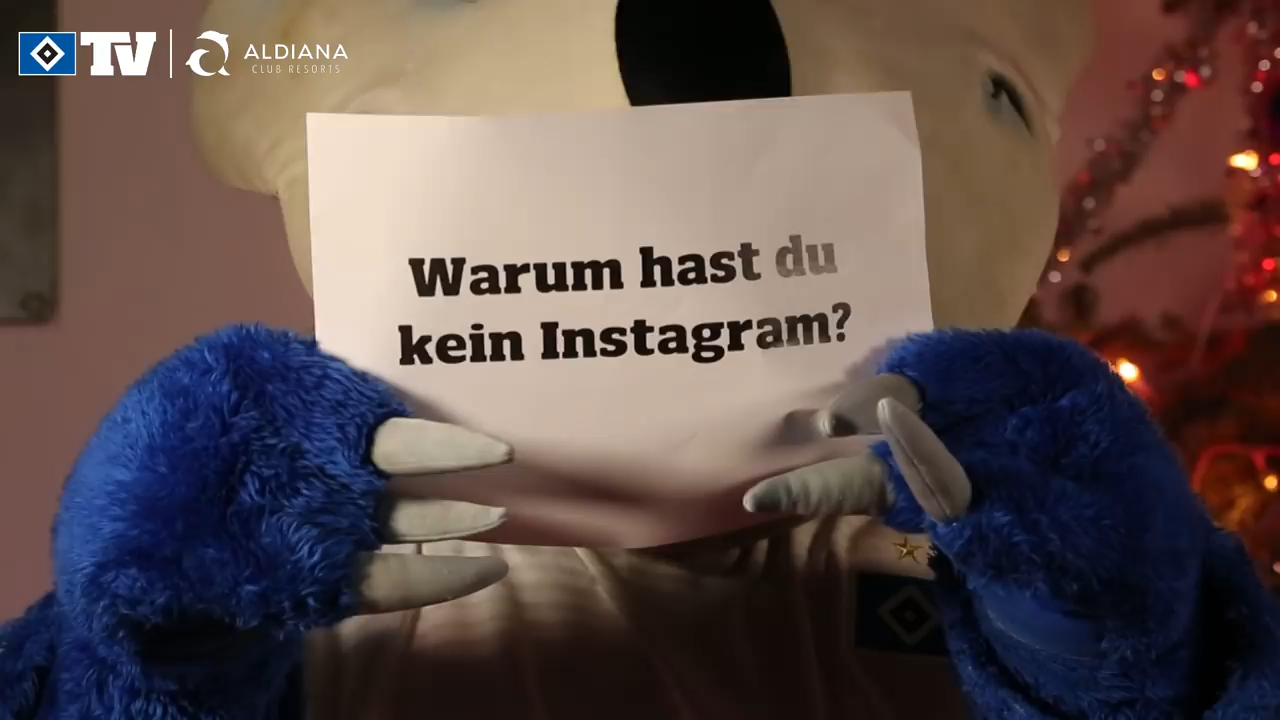 TV
ALDIANA
CLUB RESORTS
Warum hast du
kein Instagram?